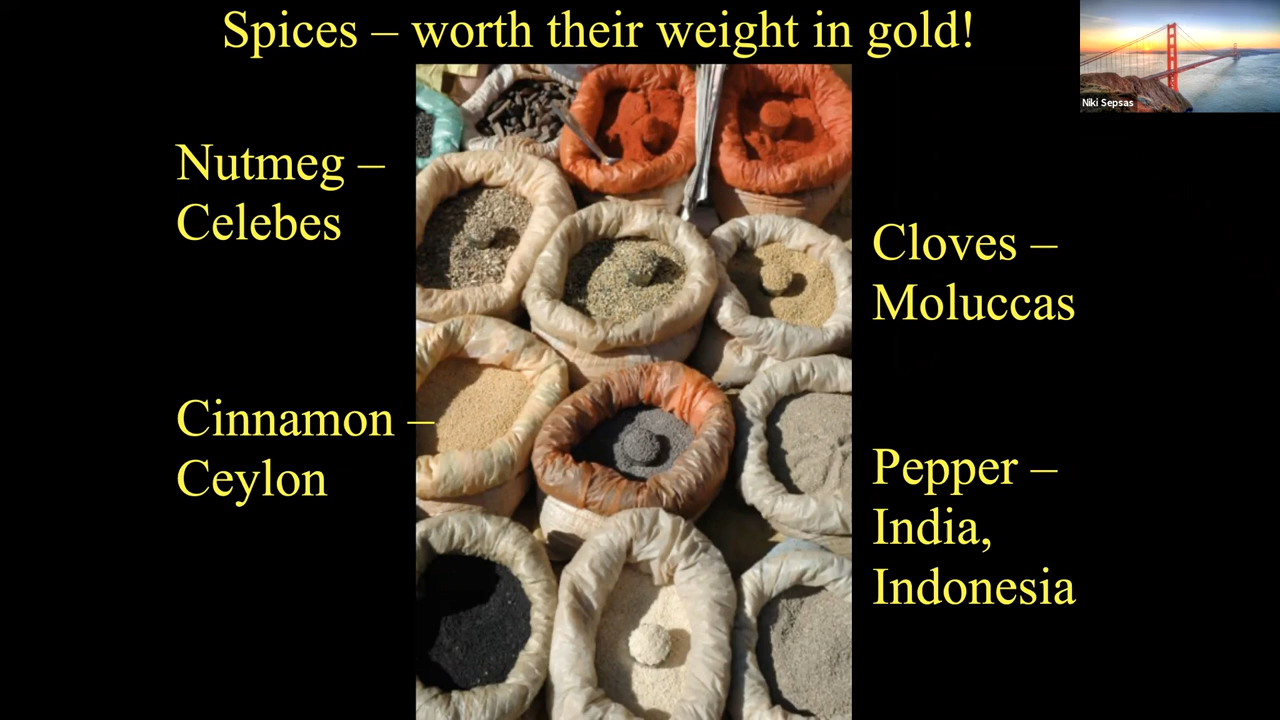 Spices – worth their weight in gold!
Niki Sepsas
Nutmeg –
Celebes
Cloves –
Moluccas
Cinnamon –
Ceylon
Pepper –
India,
Indonesia